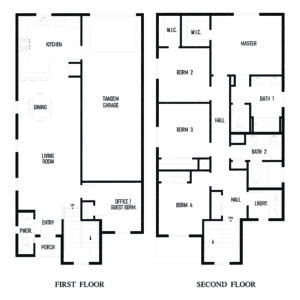 KITCHEN
DINING
TANDEM
GARAGE
LIVING
ROOM
OFFICE /
GUEST BDRM.
ENTRY
PWDR.
PORCH
FIRST FLOOR
W.I.C.
W.I.C.
MASTER
BDRM 2
BATH 1
HALL
BDRM 3
BATH 2
BDRM 4
HALL
LNDRY
SECOND FLOOR